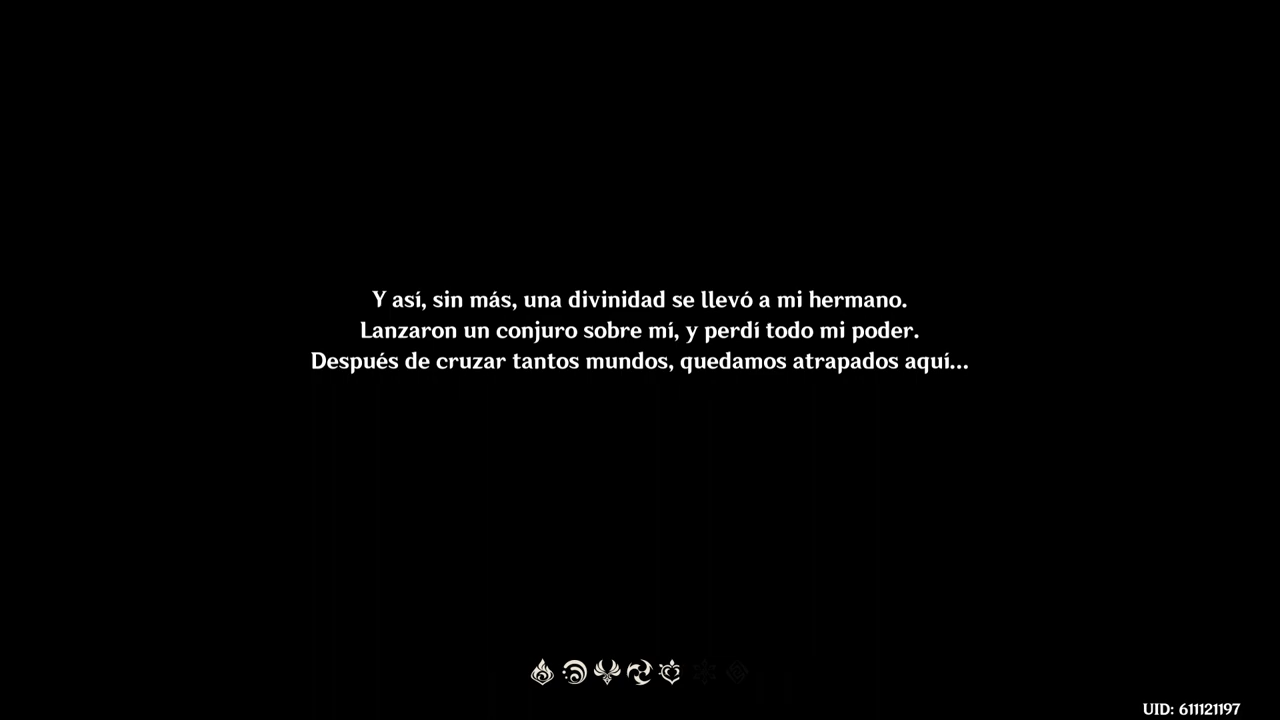 Y así, sin más, una divinidad se llevó a mi hermano.
Lanzaron un conjuro sobre mí, y perdí todo mi poder.
Después de cruzar tantos mundos, quedamos atrapados aquí...
UID: 611121197